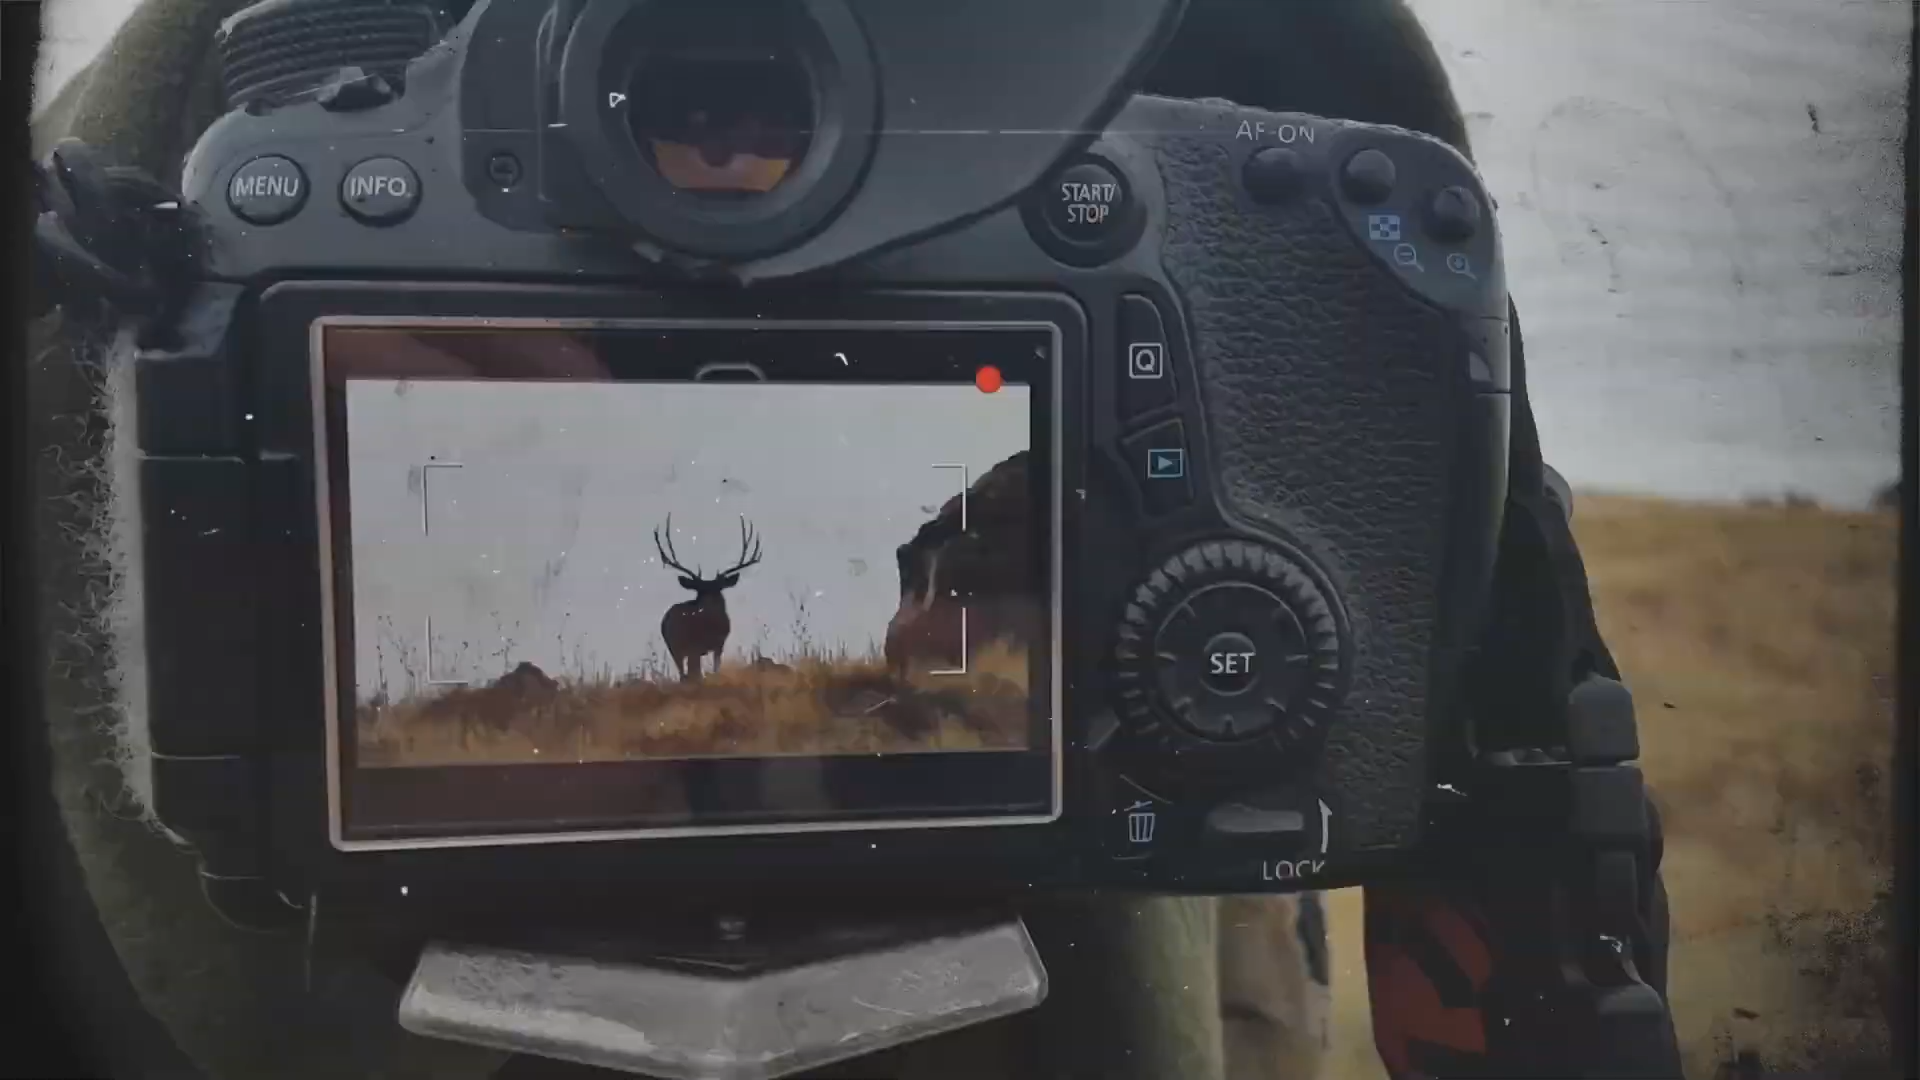 AF-ON
MENU
INFO.
START/
STOP
Q
SET
LOCK